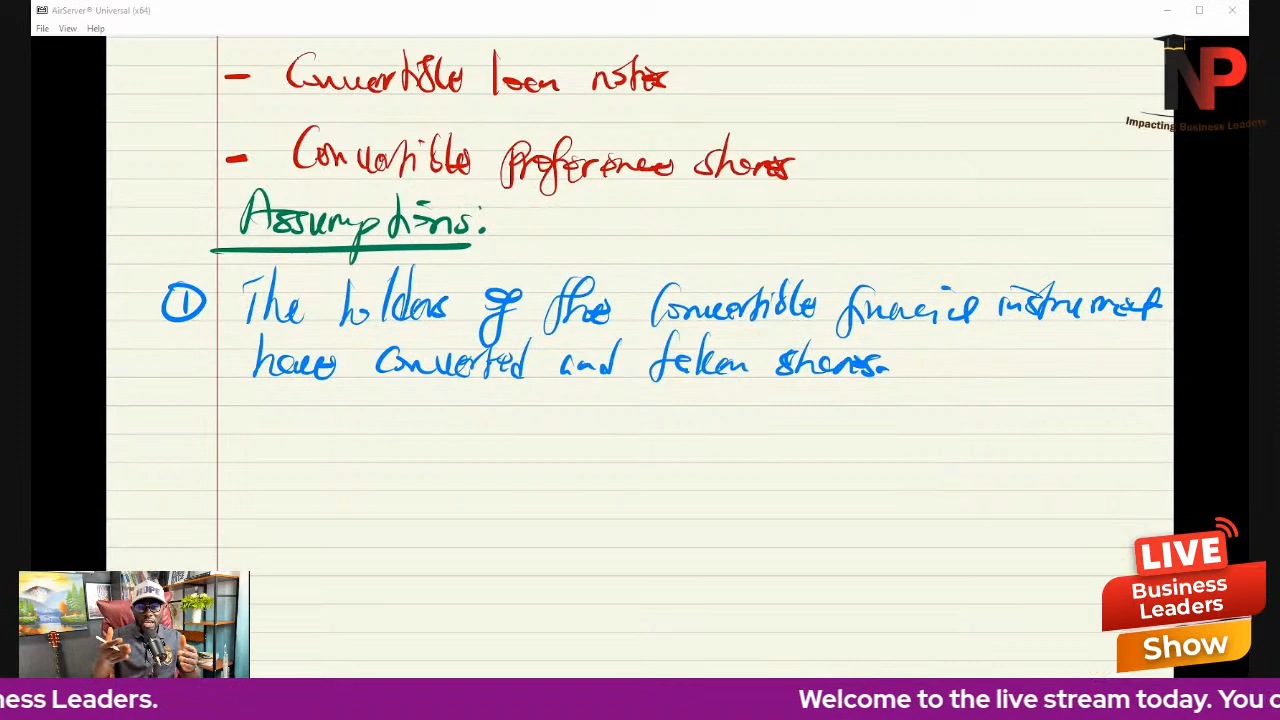 AirServer® Universal (x64)
File View Help
- Convertible loan notes
- Convertible preference shares
Assumptions:
① The holders of the Convertible financial instrument
have converted and taken shares.
NP
Impacting Business Leaders
HOPE
LIVE
Business
Leaders
Show
ness Leaders. Welcome to the live stream today. You c